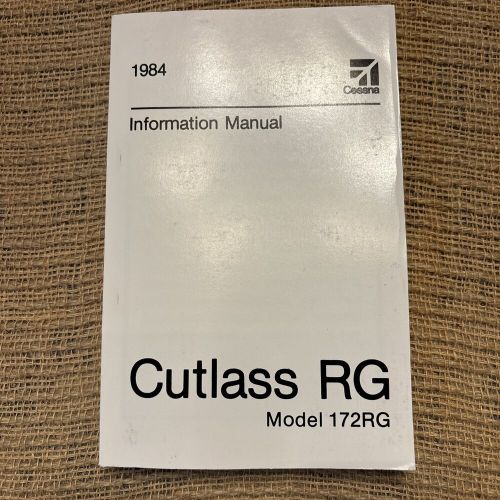 1984
Cessna
Information Manual
Cutlass RG
Model 172RG